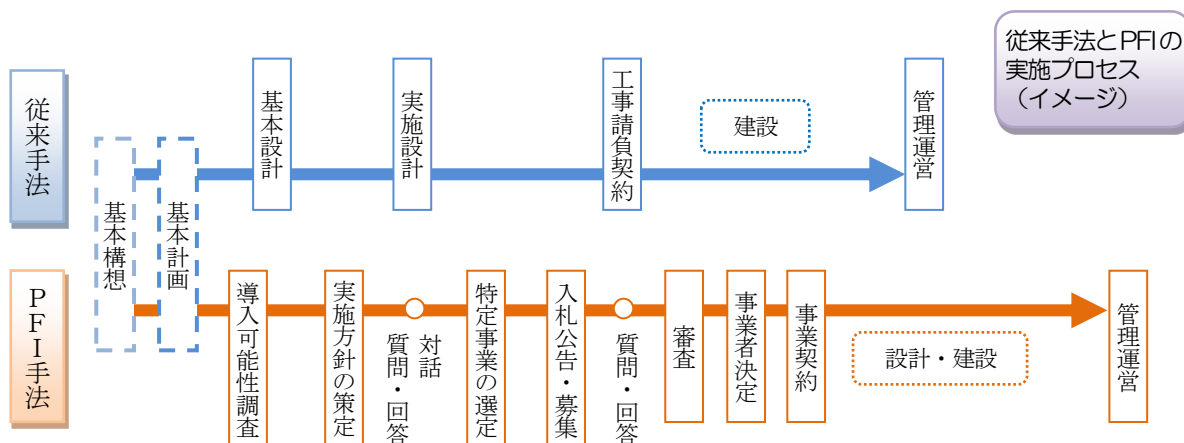 従来手法とPFIの
実施プロセス
(イメージ)
従来手法
基本構想
基本計画
基本設計
実施設計
工事請負契約
建設
管理運営
PFI手法
導入可能性調査
実施方針の策定
対話
質問・回答
特定事業の選定
入札公告・募集
質問・回答
審査
事業者決定
事業契約
設計・建設
管理運営